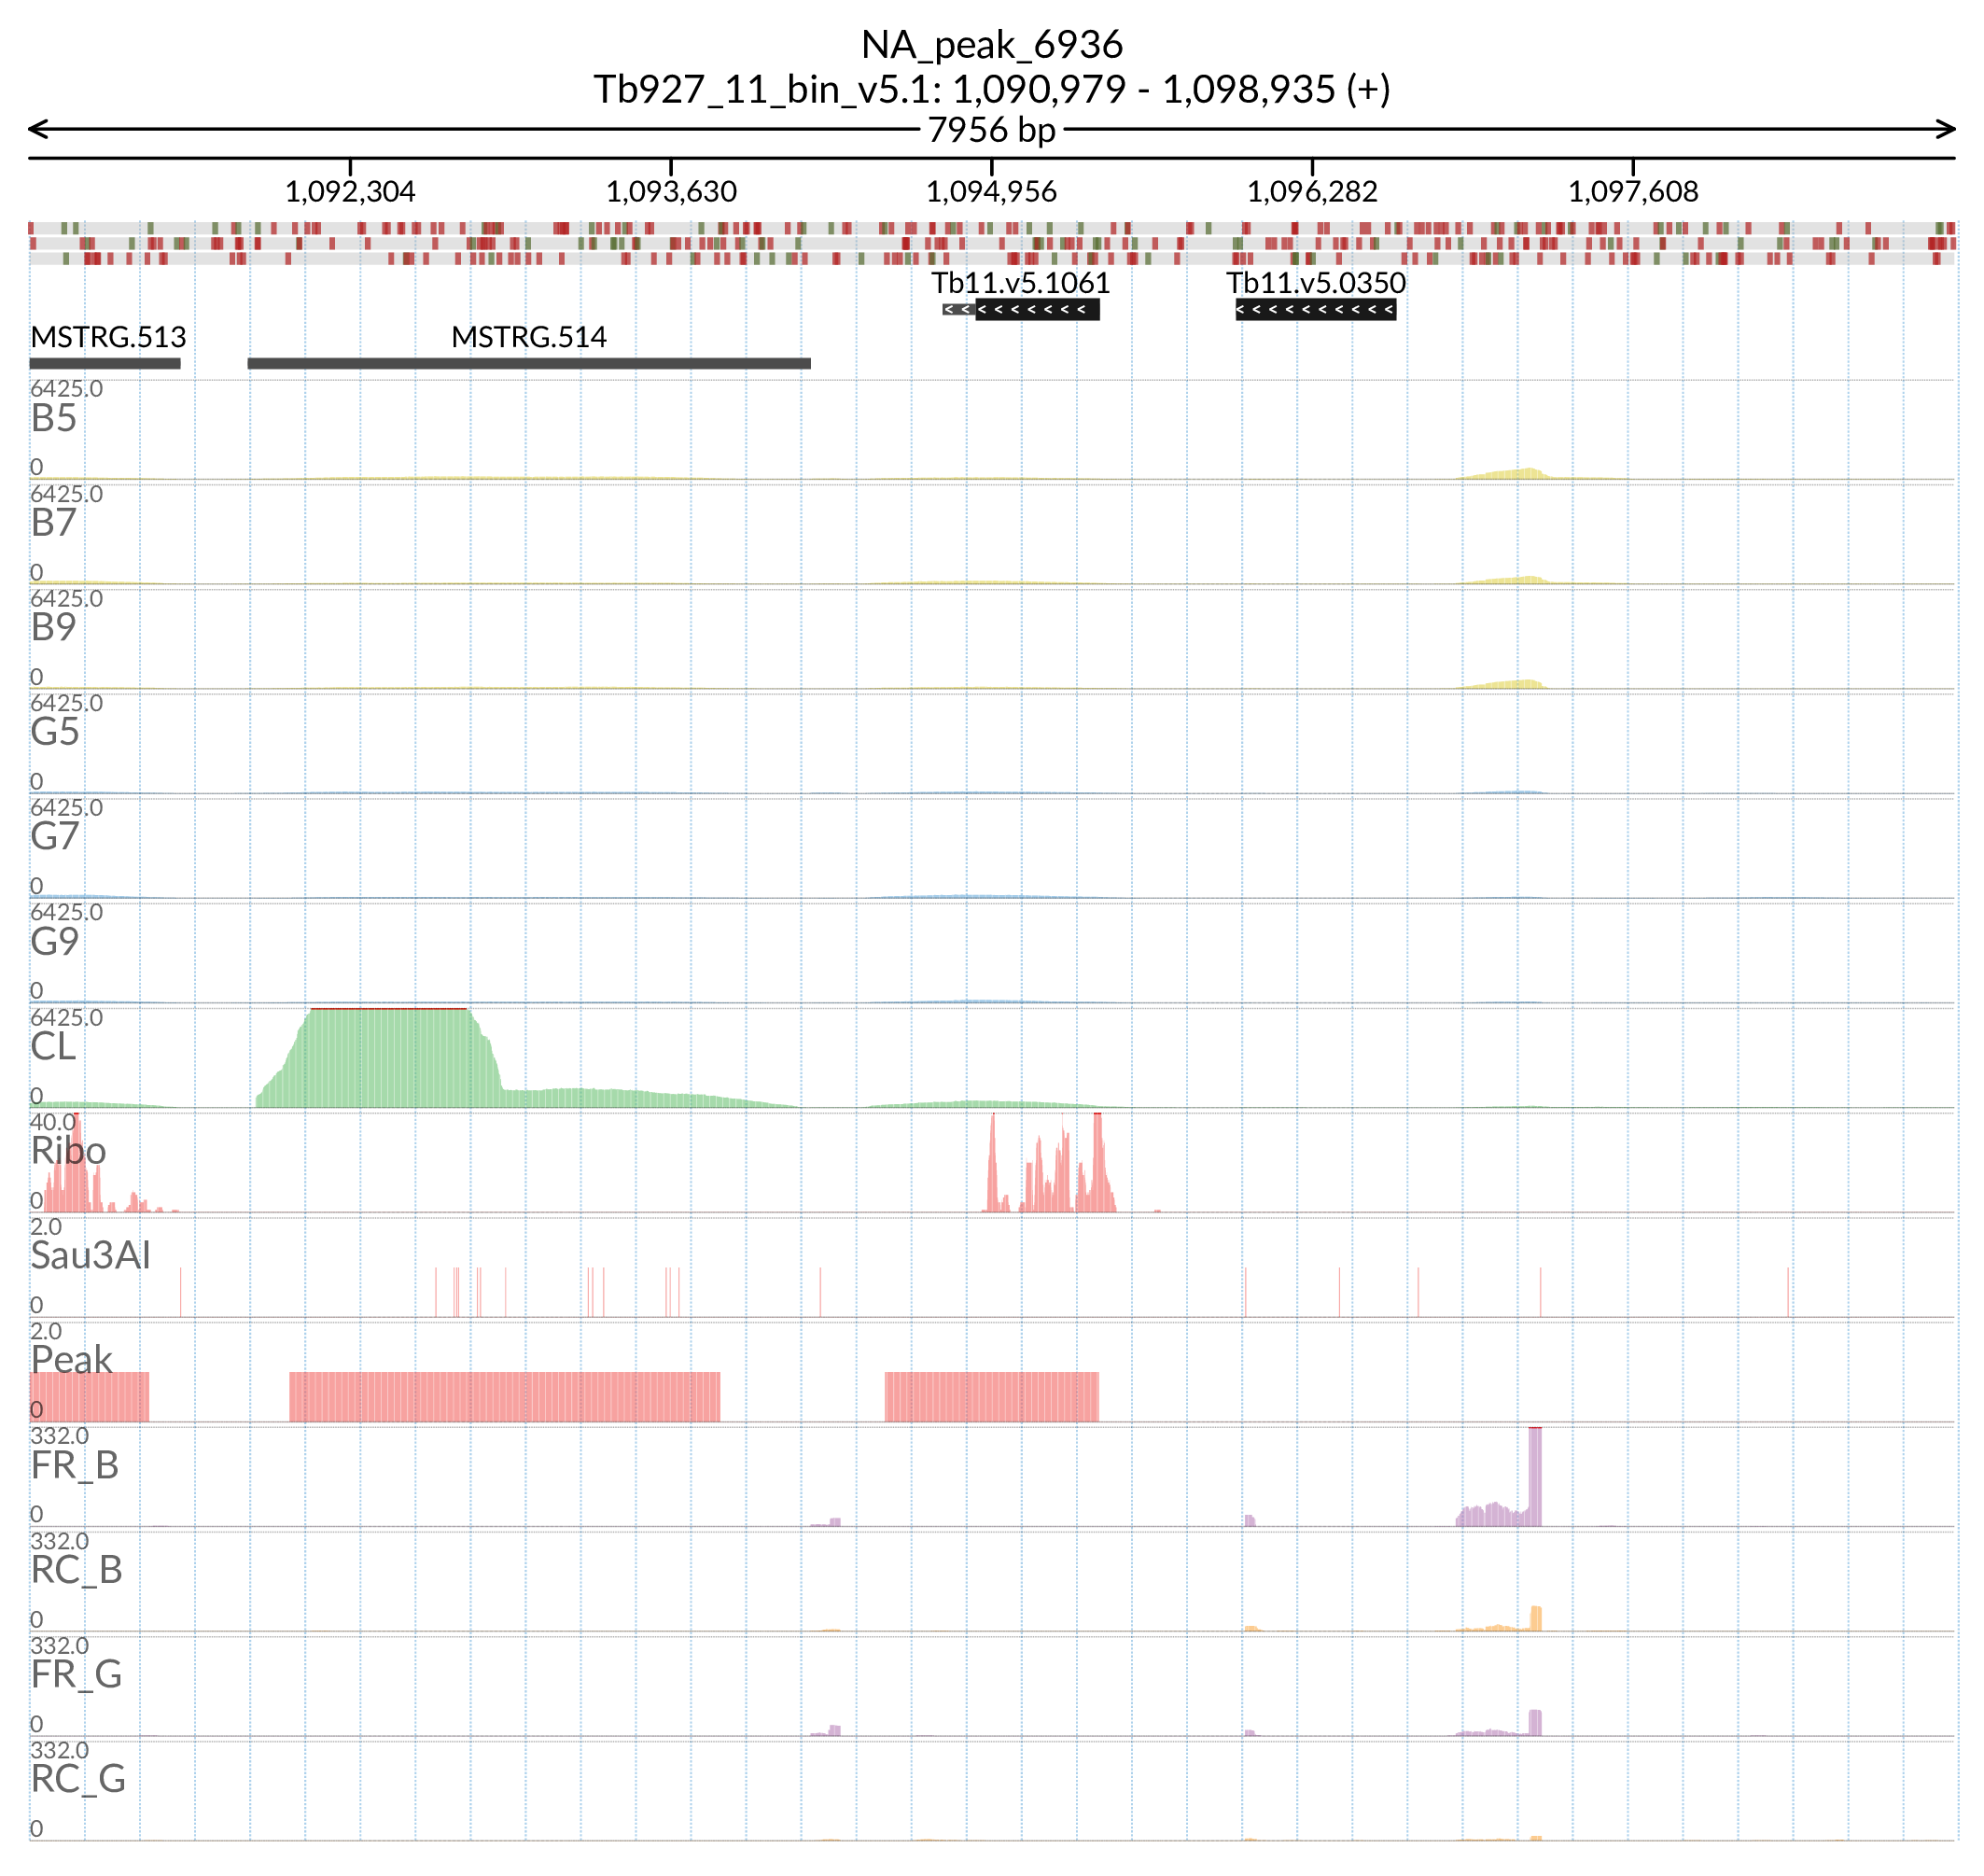 NA_peak_6936
Tb927_11_bin_v5.1: 1,090,979 - 1,098,935 (+)
7956 bp
1,092,304 1,093,630 1,094,956 1,096,282 1,097,608
Tb11.v5.1061 Tb11.v5.0350
MSTRG.513 MSTRG.514
6425.0
B5
0
6425.0
B7
0
6425.0
B9
0
6425.0
G5
0
6425.0
G7
0
6425.0
G9
0
6425.0
CL
0
40.0
Ribo
0
2.0
Sau3AI
0
2.0
Peak
0
332.0
FR_B
0
332.0
RC_B
0
332.0
FR_G
0
332.0
RC_G
0